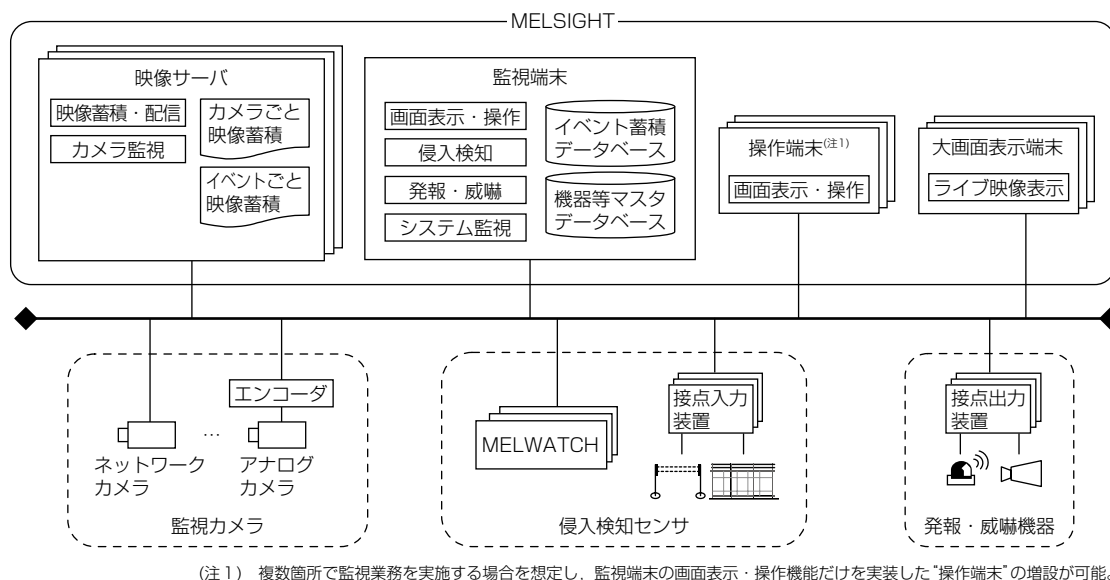 MELSIGHT
映像サーバ
映像蓄積・配信
カメラ監視
カメラごと
映像蓄積
イベントごと
映像蓄積
監視端末
画面表示・操作
侵入検知
発報・威嚇
システム監視
イベント蓄積
データベース
機器等マスタ
データベース
操作端末(注1)
画面表示・操作
大画面表示端末
ライブ映像表示
エンコーダ
…
ネットワーク
カメラ
アナログ
カメラ
監視カメラ
MELWATCH
接点入力
装置
侵入検知センサ
接点出力
装置
発報・威嚇機器
(注1) 複数箇所で監視業務を実施する場合を想定し，監視端末の画面表示・操作機能だけを実装した“操作端末”の増設が可能